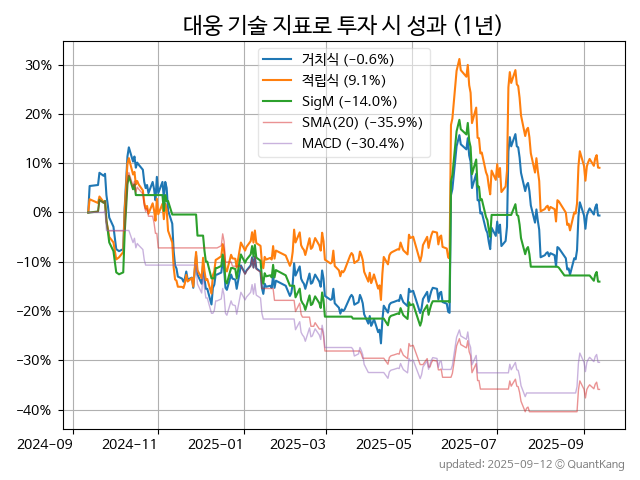 대웅 기술 지표로 투자 시 성과 (1년)
거치식 (−0.6%)
적립식 (9.1%)
SigM (−14.0%)
SMA(20) (−35.9%)
MACD (−30.4%)
30%
20%
10%
0%
−10%
−20%
−30%
−40%
2024-09 2024-11 2025-01 2025-03 2025-05 2025-07 2025-09
updated: 2025-09-12 © QuantKang